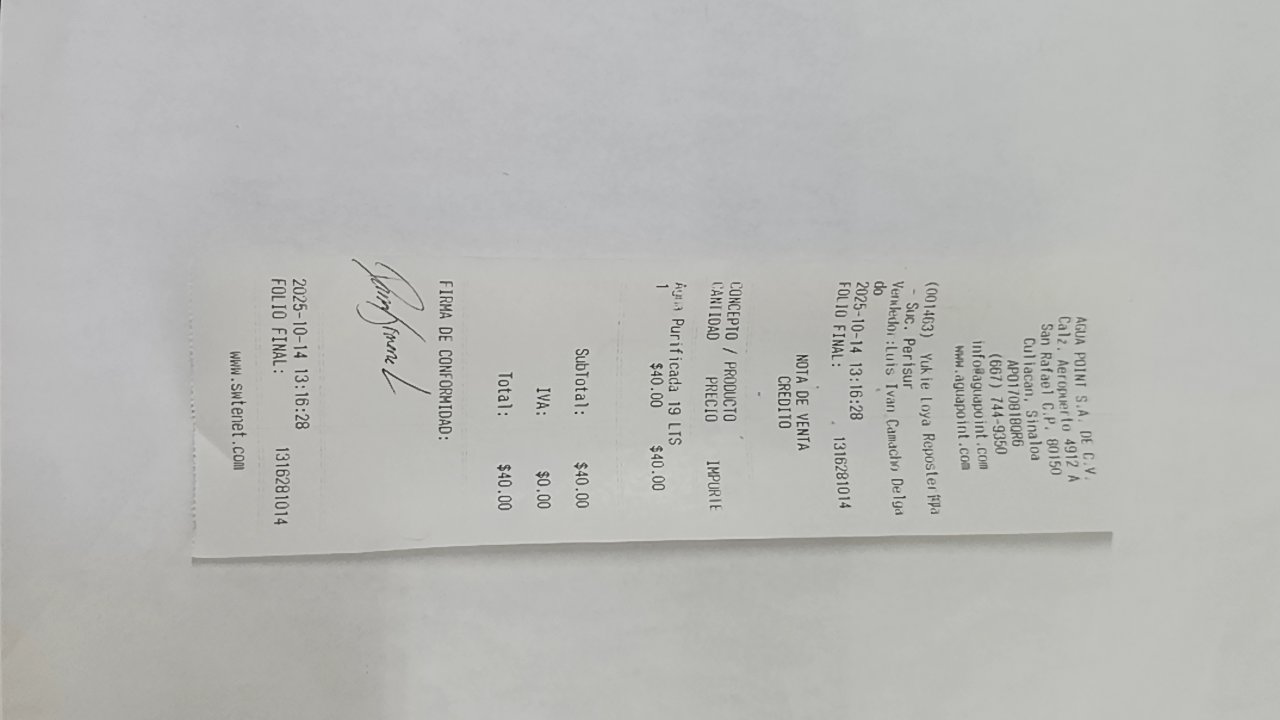 AGUA POINT S.A. DE C.V.
Calz. Aeropuerto 4912 A
San Rafael C.P. 80150
Culiacan, Sinaloa
APO170818QR6
(667) 744-9350
info@aguapoint.com
www.aguapoint.com
(001463) Yukie Loya
- Suc. Perisur
Vendedor:Luis Ivan Camacho Delga
do
2025-10-14 13:16:28
FOLIO FINAL: 1316281014
NOTA DE VENTA
CREDITO
CONCEPTO / PRODUCTO
CANTIDAD PRECIO IMPORTE
Agua Purificada 19 LTS
1 $40.00 $40.00
SubTotal: $40.00
IVA: $0.00
Total: $40.00
FIRMA DE CONFORMIDAD:
2025-10-14 13:16:28
FOLIO FINAL: 1316281014
www.swtenet.com